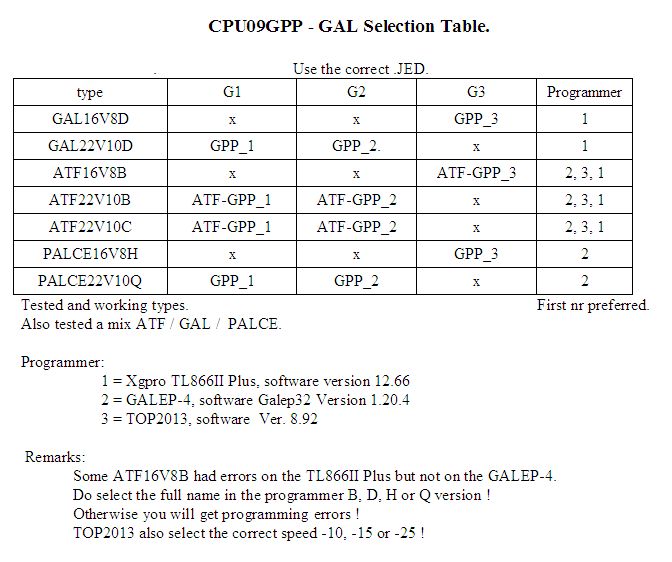 CPU09GPP - GAL Selection Table.
. Use the correct .JED.
type G1 G2 G3 Programmer
GAL16V8D x x GPP_3 1
GAL22V10D GPP_1 GPP_2. x 1
ATF16V8B x x ATF-GPP_3 2, 3, 1
ATF22V10B ATF-GPP_1 ATF-GPP_2 x 2, 3, 1
ATF22V10C ATF-GPP_1 ATF-GPP_2 x 2, 3, 1
PALCE16V8H x x GPP_3 2
PALCE22V10Q GPP_1 GPP_2 x 2
Tested and working types. First nr preferred.
Also tested a mix ATF / GAL / PALCE.
Programmer:
1 = Xgpro TL866II Plus, software version 12.66
2 = GALEP-4, software Galep32 Version 1.20.4
3 = TOP2013, software Ver. 8.92
Remarks:
Some ATF16V8B had errors on the TL866II Plus but not on the GALEP-4.
Do select the full name in the programmer B, D, H or Q version !
Otherwise you will get programming errors !
TOP2013 also select the correct speed -10, -15 or -25 !